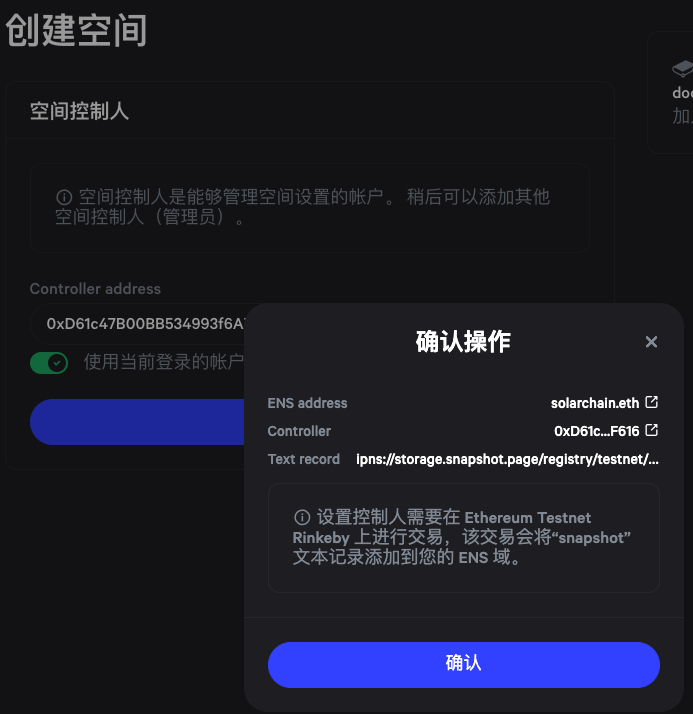 创建空间
空间控制人
空间控制人是能够管理空间设置的帐户。 稍后可以添加其他
空间控制人（管理员）。
Controller address
0xD61c47B00BB534993f6A
使用当前登录的帐户
确认操作
ENS address solarchain.eth
Controller 0xD61c...F616
Text record ipns://storage.snapshot.page/registry/testnet/...
设置控制人需要在 Ethereum Testnet
Rinkeby 上进行交易，该交易会将“snapshot”
文本记录添加到您的 ENS 域。
确认